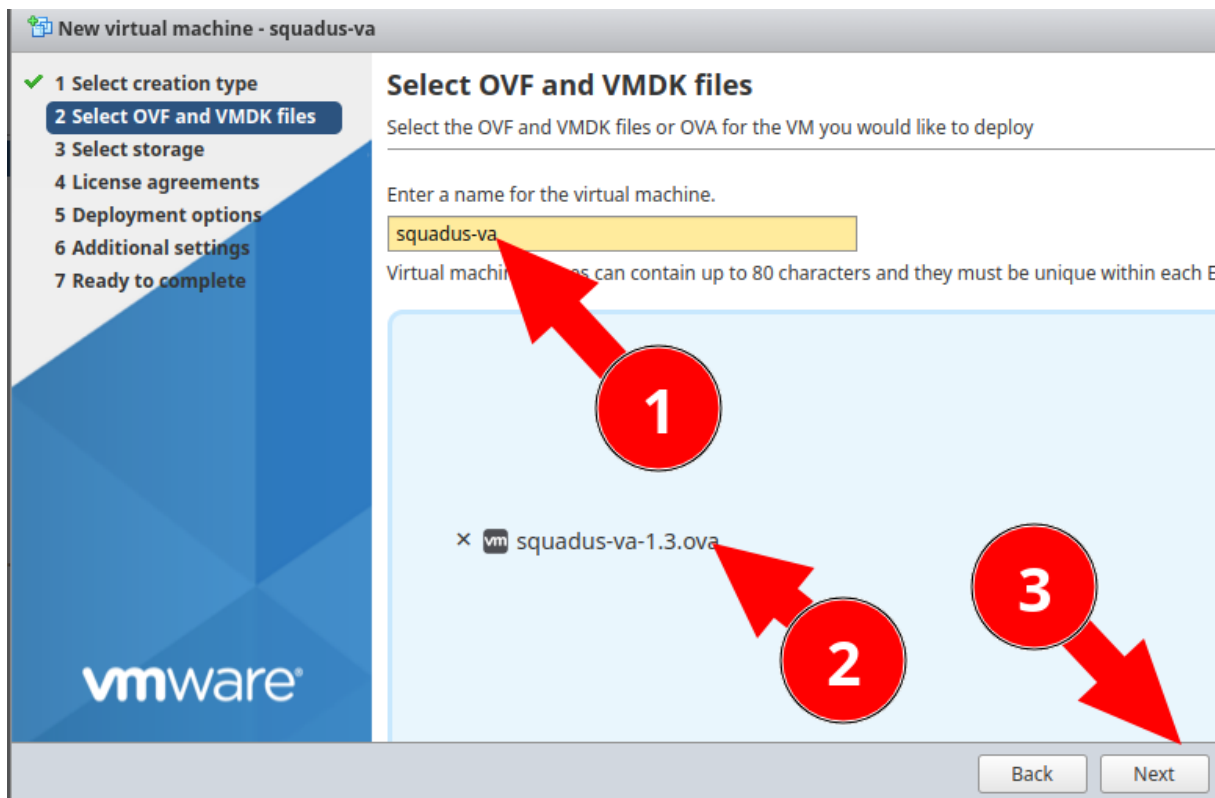 New virtual machine - squadus-va
1 Select creation type
2 Select OVF and VMDK files
3 Select storage
4 License agreements
5 Deployment options
6 Additional settings
7 Ready to complete
vmware®
Select OVF and VMDK files
Select the OVF and VMDK files or OVA for the VM you would like to deploy
Enter a name for the virtual machine.
squadus-va
Virtual machin es can contain up to 80 characters and they must be unique within each E
1
vm squadus-va-1.3.ova
2
3
Back
Next